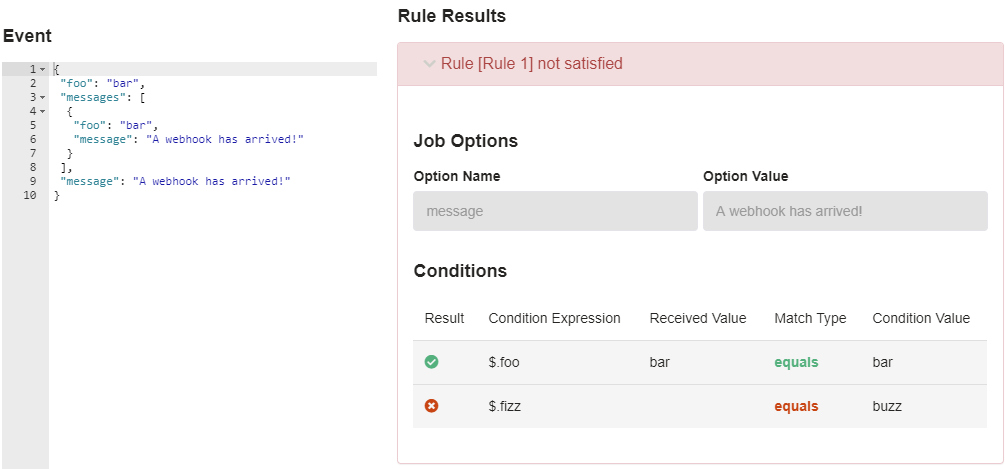 Event
1 {
2 "foo": "bar",
3 "messages": [
4 {
5 "foo": "bar",
6 "message": "A webhook has arrived!"
7 }
8 ],
9 "message": "A webhook has arrived!"
10 }
Rule Results
Rule [Rule 1] not satisfied
Job Options
Option Name Option Value
message A webhook has arrived!
Conditions
Result Condition Expression Received Value Match Type Condition Value
$.foo bar equals bar
$.fizz equals buzz